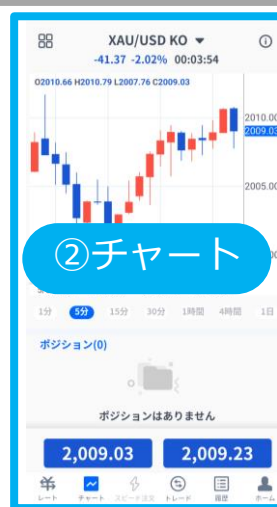 XAU/USD KO
-41.37 -2.02% 00:03:54
O2010.66 H2010.79 L2007.76 C2009.03
2010.00
2009.03
2005.00
②チャート
1分 5分 15分 30分 1時間 4時間 1日
ポジション(0)
ポジションはありません
2,009.03 2,009.23
レート チャート スピード注文 トレード 履歴 ホーム